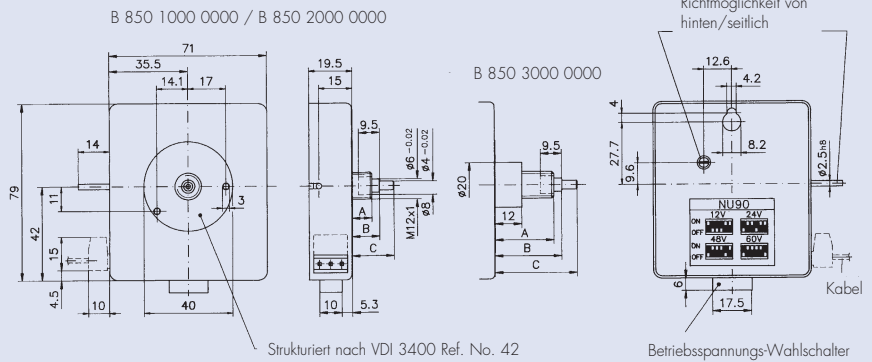 Richtmöglichkeit von
hinten/seitlich
B 850 1000 0000 / B 850 2000 0000
71
35.5
14.1
17
14
79
42
11
3
15
4.5
10
40
19.5
15
9.5
ø6 -0.02
ø4 -0.02
M12x1
ø8
A
B
C
10
5.3
B 850 3000 0000
9.5
ø20
12
A
B
C
12.6
4.2
4
27.7
9.6
8.2
ø2.5h8
NU90
12V 24V
ON
OFF
48V 60V
ON
OFF
6
17.5
Kabel
Strukturiert nach VDI 3400 Ref. No. 42
Betriebsspannungs-Wahlschalter